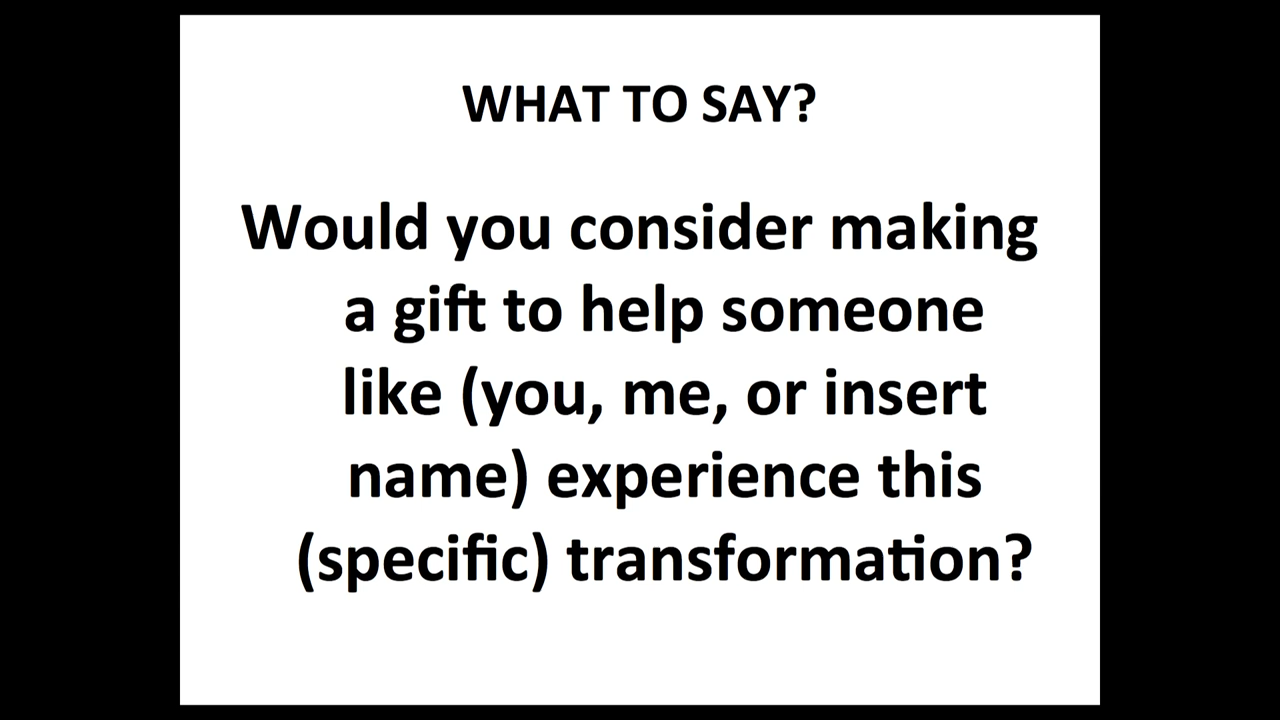 WHAT TO SAY?
Would you consider making
a gift to help someone
like (you, me, or insert
name) experience this
(specific) transformation?